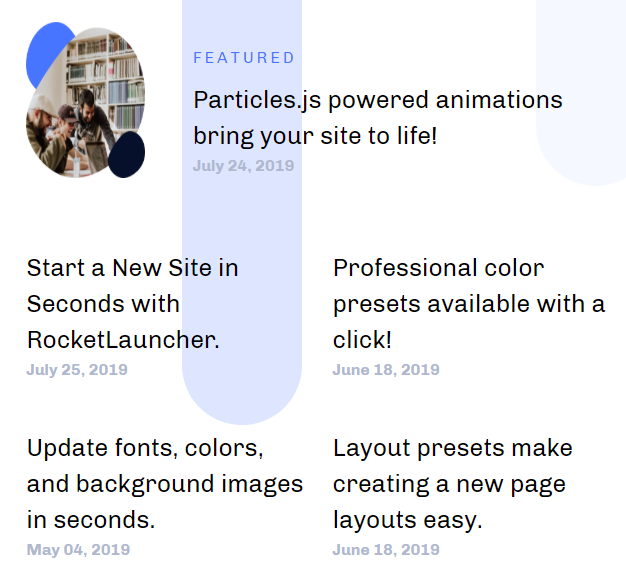 FEATURED
Particles.js powered animations
bring your site to life!
July 24, 2019
Start a New Site in
Seconds with
RocketLauncher.
July 25, 2019
Professional color
presets available with a
click!
June 18, 2019
Update fonts, colors,
and background images
in seconds.
May 04, 2019
Layout presets make
creating a new page
layouts easy.
June 18, 2019